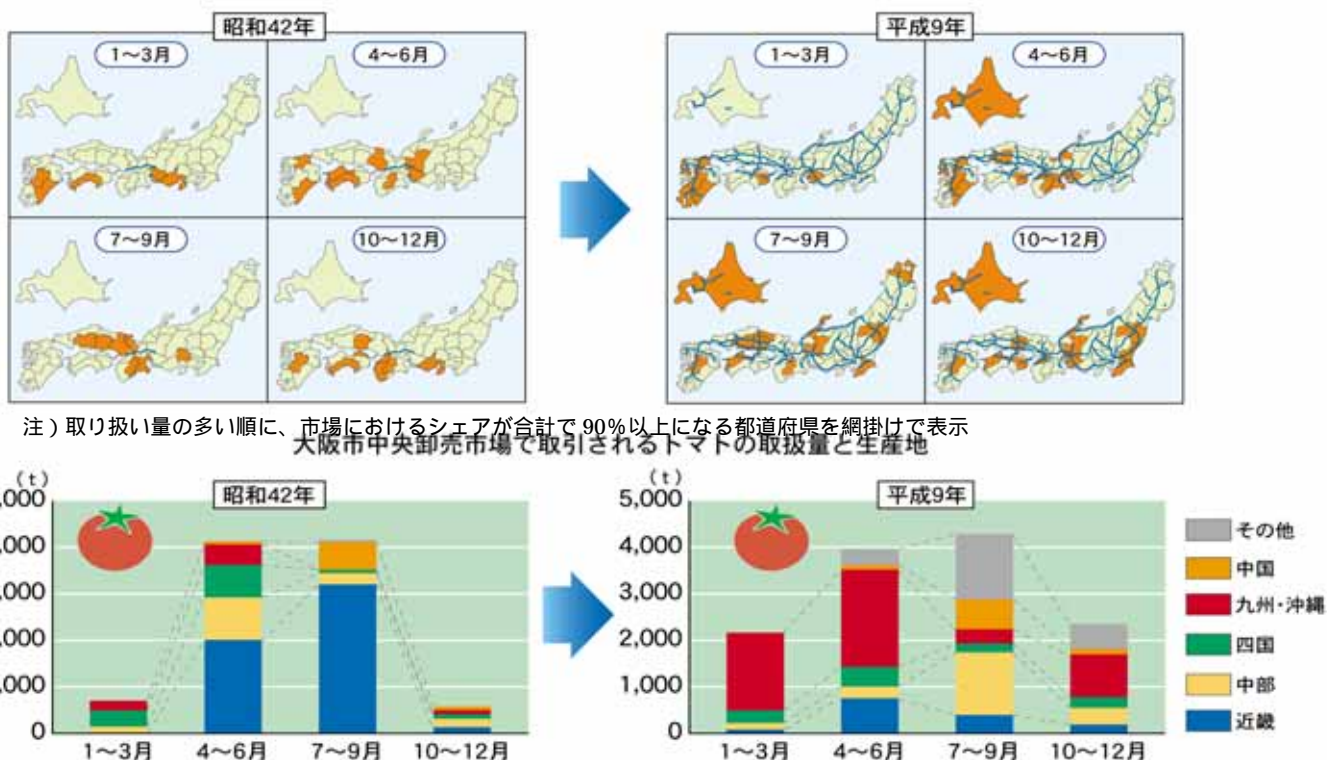 昭和42年
1～3月
4～6月
7～9月
10～12月
平成9年
1～3月
4～6月
7～9月
10～12月
注）取り扱い量の多い順に、市場におけるシェアが合計で90%以上になる都道府県を網掛けで表示
大阪市中央卸売市場で取引されるトマトの取扱量と生産地
（t）
昭和42年
,000
,000
,000
,000
,000
0
1～3月
4～6月
7～9月
10～12月
（t）
平成9年
5,000
4,000
3,000
2,000
1,000
0
1～3月
4～6月
7～9月
10～12月
その他
中国
九州・沖縄
四国
中部
近畿